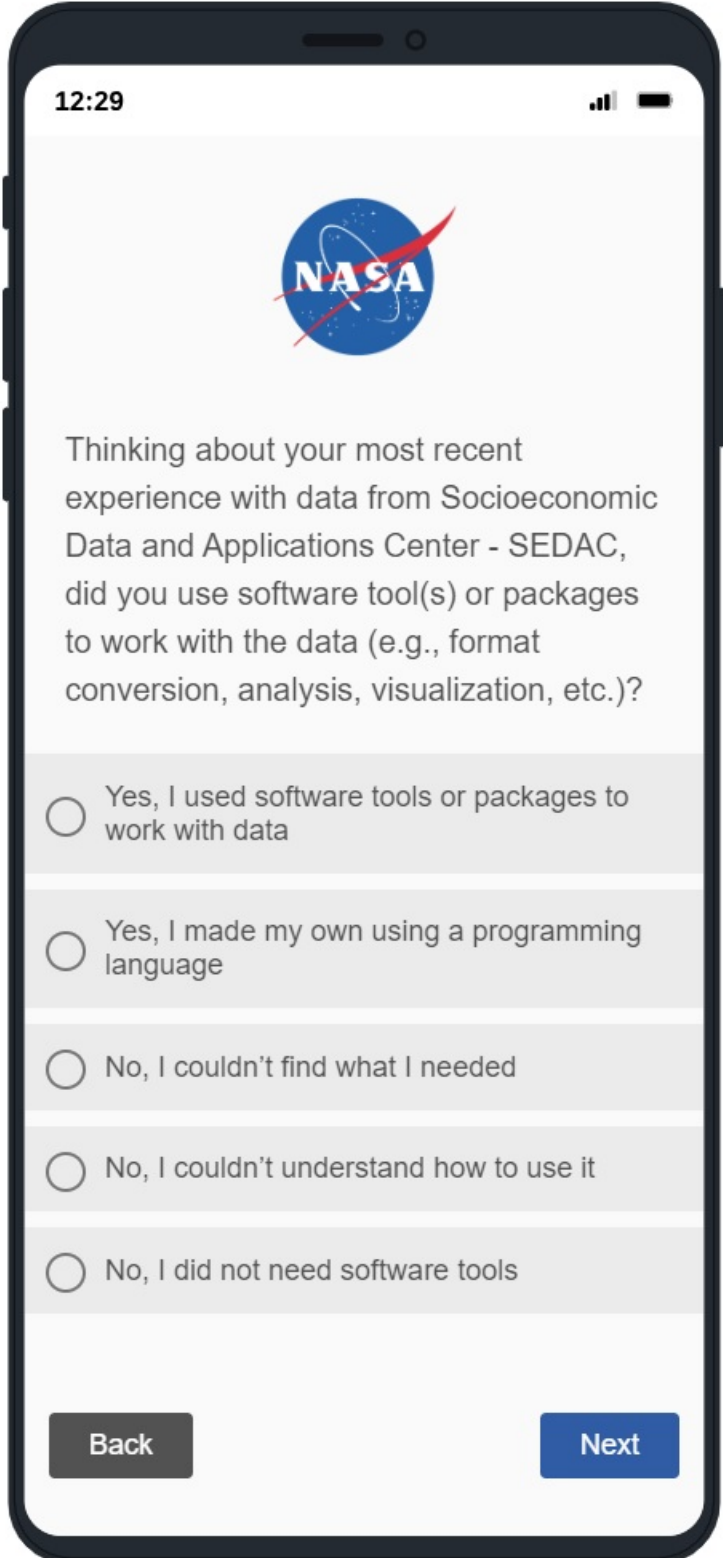 12:29
NASA
Thinking about your most recent
experience with data from Socioeconomic
Data and Applications Center - SEDAC,
did you use software tool(s) or packages
to work with the data (e.g., format
conversion, analysis, visualization, etc.)?
Yes, I used software tools or packages to
work with data
Yes, I made my own using a programming
language
No, I couldn’t find what I needed
No, I couldn’t understand how to use it
No, I did not need software tools
Back
Next